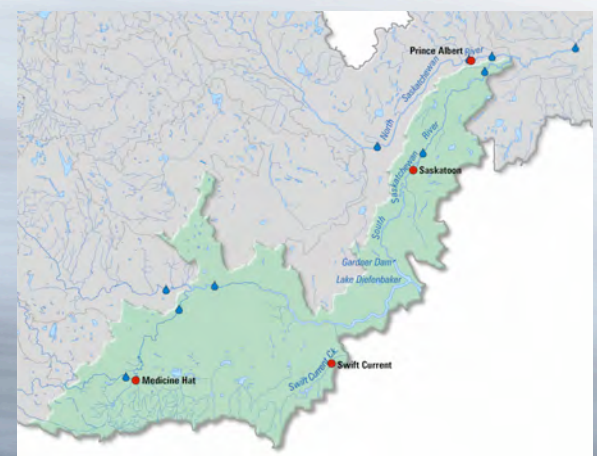 Prince Albert
North Saskatchewan River
South Saskatchewan River
Saskatoon
Gardner Dam
Lake Diefenbaker
Swift Current Ck.
Swift Current
Medicine Hat